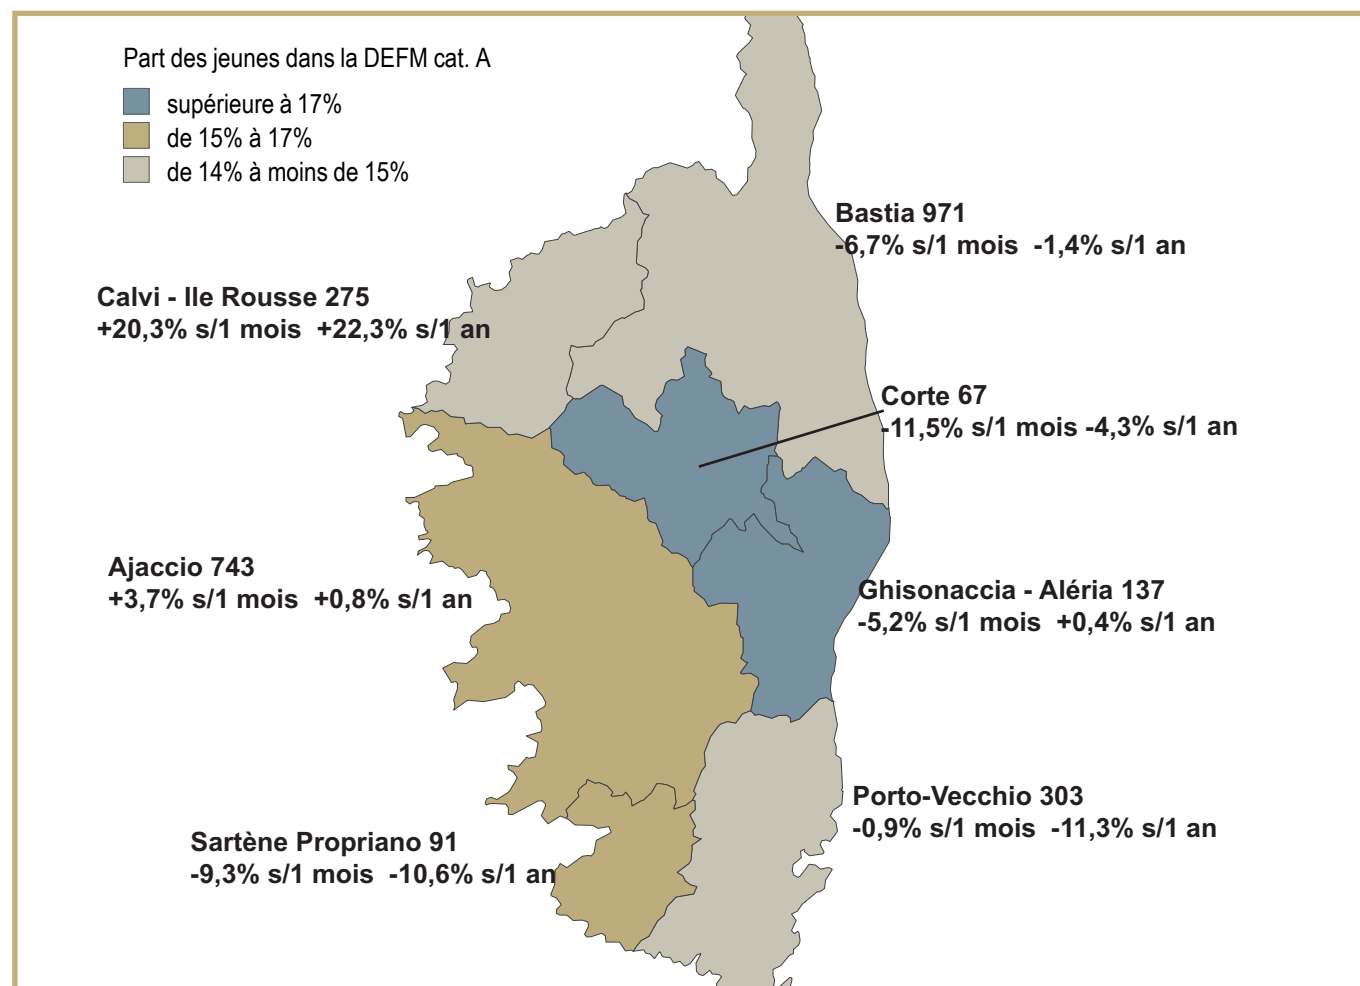 Part des jeunes dans la DEFM cat. A
supérieure à 17%
de 15% à 17%
de 14% à moins de 15%
Bastia 971
-6,7% s/1 mois -1,4% s/1 an
Calvi - Ile Rousse 275
+20,3% s/1 mois +22,3% s/1 an
Corte 67
-11,5% s/1 mois -4,3% s/1 an
Ajaccio 743
+3,7% s/1 mois +0,8% s/1 an
Ghisonaccia - Aléria 137
-5,2% s/1 mois +0,4% s/1 an
Porto-Vecchio 303
-0,9% s/1 mois -11,3% s/1 an
Sartène Propriano 91
-9,3% s/1 mois -10,6% s/1 an